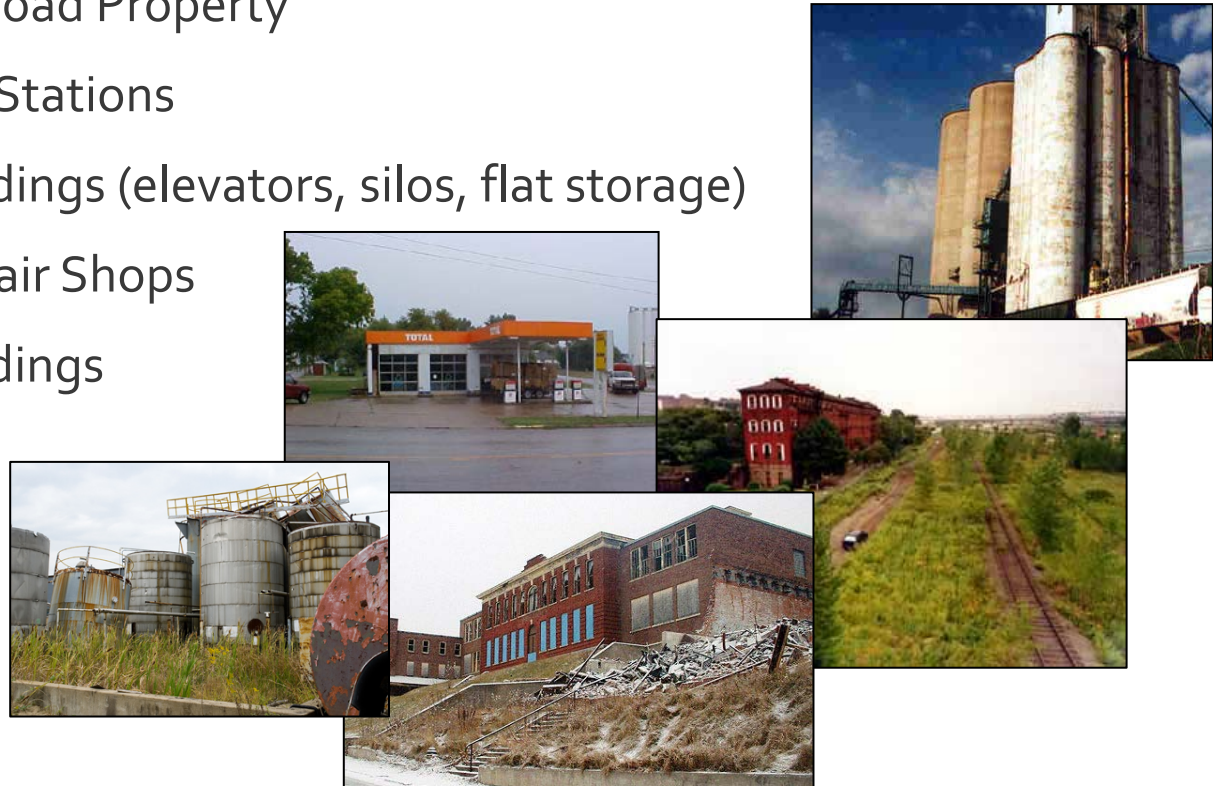 oad Property
Stations
dings (elevators, silos, flat storage)
air Shops
dings
TOTAL